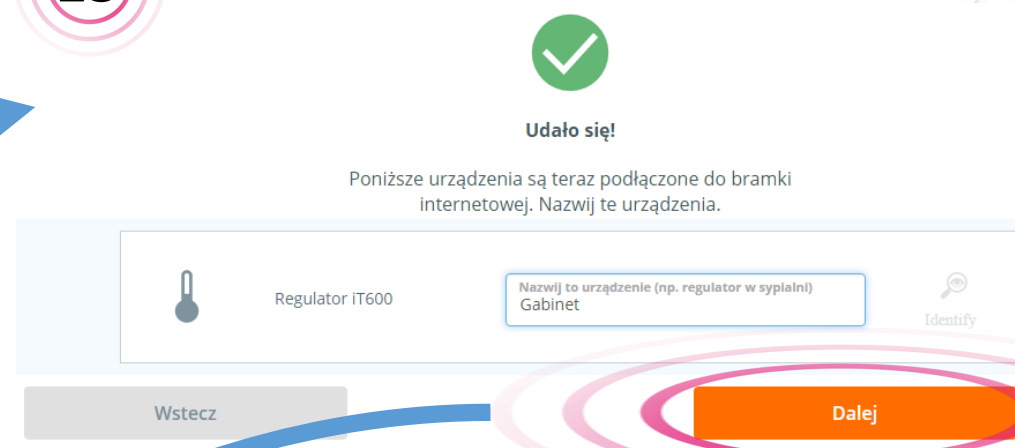 Udało się!
Poniższe urządzenia są teraz podłączone do bramki
internetowej. Nazwij te urządzenia.
Regulator iT600
Nazwij to urządzenie (np. regulator w sypialni)
Gabinet
Identify
Wstecz
Dalej